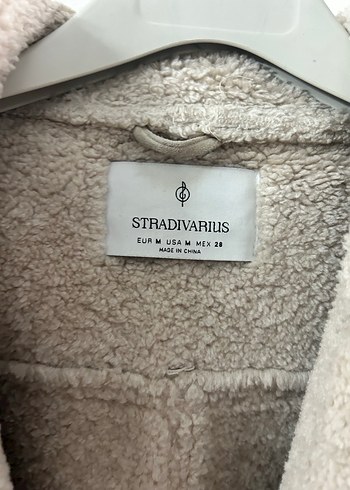 STRADIVARIUS
EUR M USA M MEX 28
MADE IN CHINA